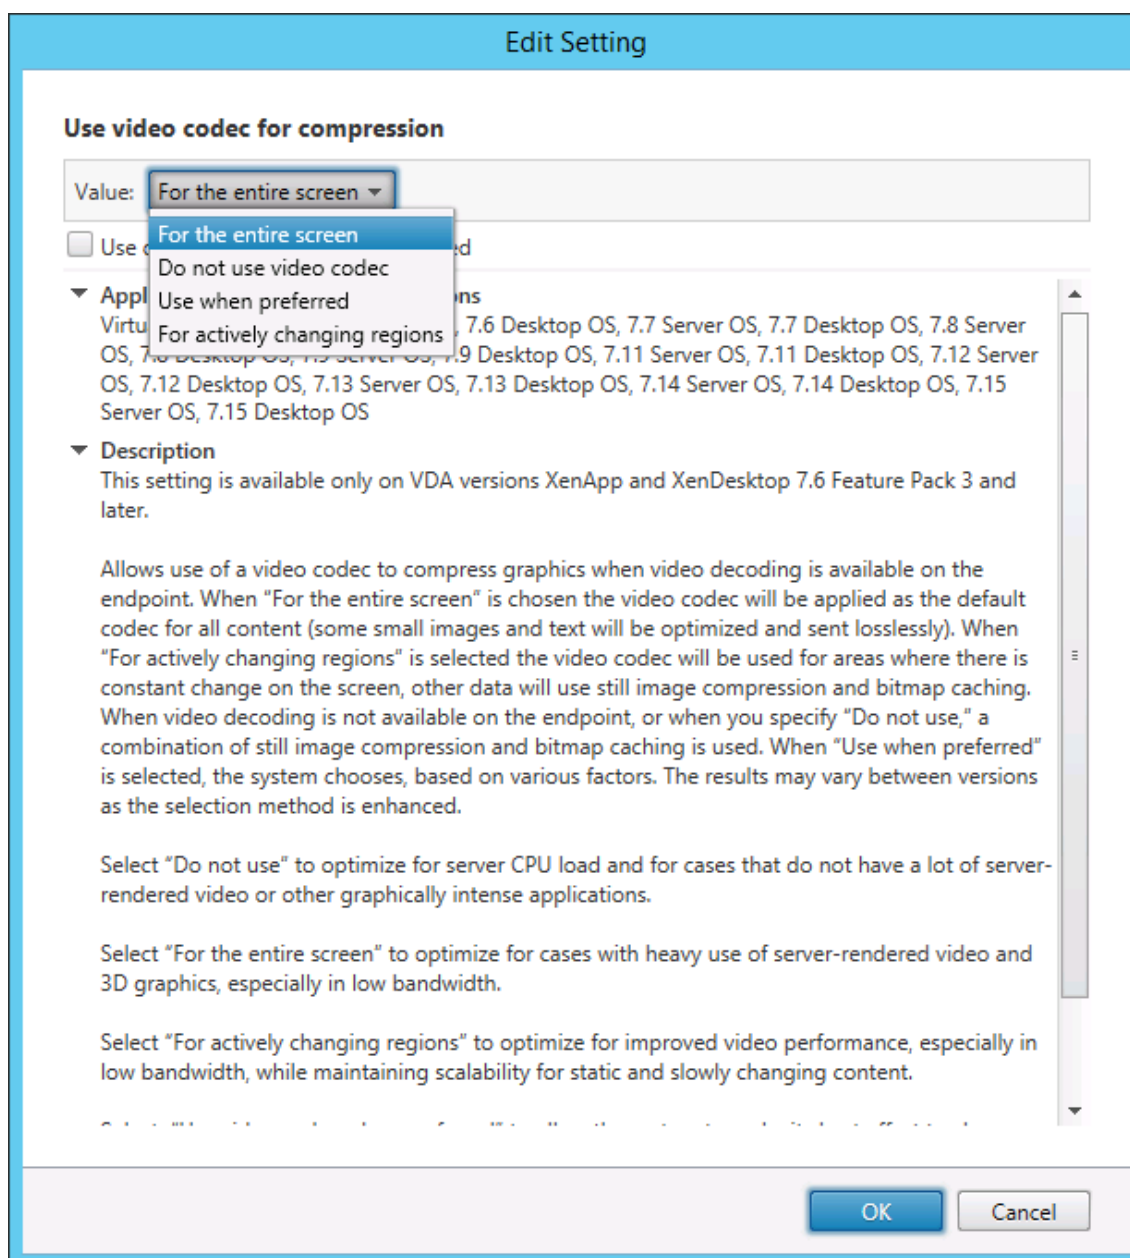 Edit Setting
Use video codec for compression
Value: For the entire screen
For the entire screen
Do not use video codec
Use when preferred
For actively changing regions
Use
Virtu , 7.6 Desktop OS, 7.7 Server OS, 7.7 Desktop OS, 7.8 Server
OS, 7.8 Desktop OS, 7.9 Server OS, 7.9 Desktop OS, 7.11 Server OS, 7.11 Desktop OS, 7.12 Server
OS, 7.12 Desktop OS, 7.13 Server OS, 7.13 Desktop OS, 7.14 Server OS, 7.14 Desktop OS, 7.15
Server OS, 7.15 Desktop OS
Description
This setting is available only on VDA versions XenApp and XenDesktop 7.6 Feature Pack 3 and
later.
Allows use of a video codec to compress graphics when video decoding is available on the
endpoint. When "For the entire screen" is chosen the video codec will be applied as the default
codec for all content (some small images and text will be optimized and sent losslessly). When
"For actively changing regions" is selected the video codec will be used for areas where there is
constant change on the screen, other data will use still image compression and bitmap caching.
When video decoding is not available on the endpoint, or when you specify "Do not use," a
combination of still image compression and bitmap caching is used. When "Use when preferred"
is selected, the system chooses, based on various factors. The results may vary between versions
as the selection method is enhanced.
Select "Do not use" to optimize for server CPU load and for cases that do not have a lot of server-
rendered video or other graphically intense applications.
Select "For the entire screen" to optimize for cases with heavy use of server-rendered video and
3D graphics, especially in low bandwidth.
Select "For actively changing regions" to optimize for improved video performance, especially in
low bandwidth, while maintaining scalability for static and slowly changing content.
OK
Cancel